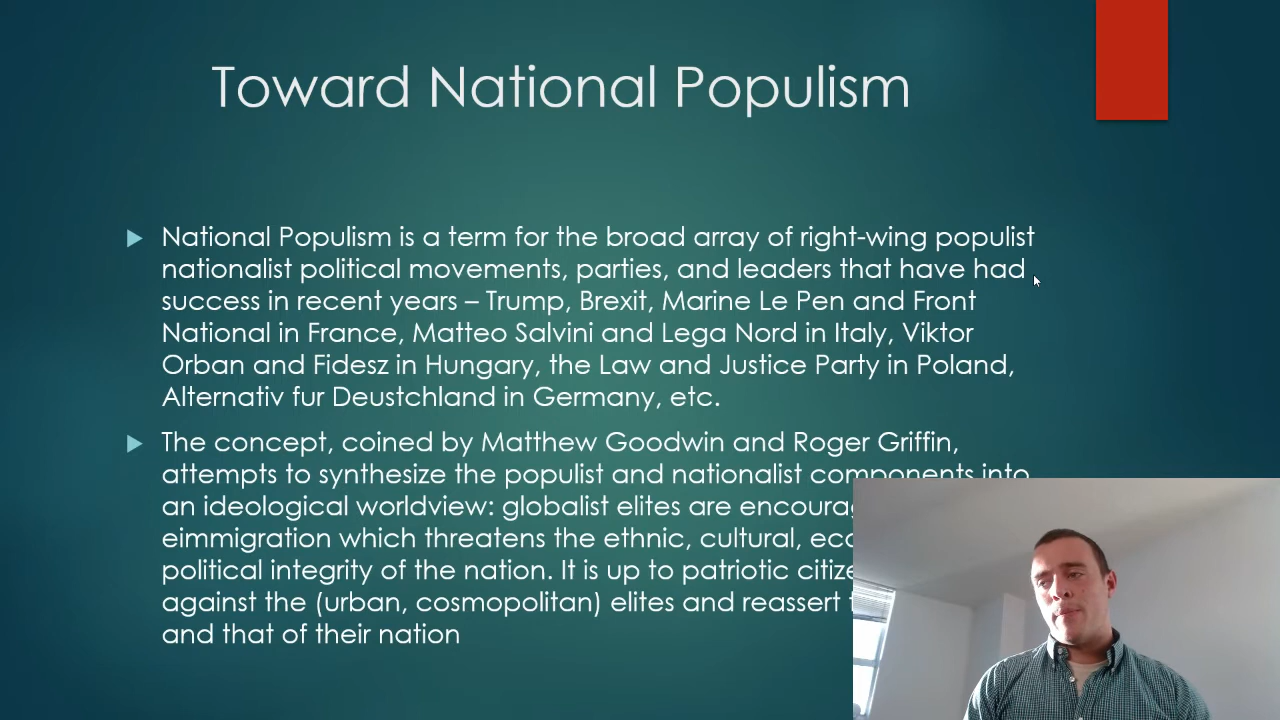 Toward National Populism
National Populism is a term for the broad array of right-wing populist
nationalist political movements, parties, and leaders that have had
success in recent years – Trump, Brexit, Marine Le Pen and Front
National in France, Matteo Salvini and Lega Nord in Italy, Viktor
Orban and Fidesz in Hungary, the Law and Justice Party in Poland,
Alternativ fur Deustchland in Germany, etc.
The concept, coined by Matthew Goodwin and Roger Griffin,
attempts to synthesize the populist and nationalist components into
an ideological worldview: globalist elites are
eimmigration which threatens the ethnic, cultural,
political integrity of the nation. It is up to patriotic
against the (urban, cosmopolitan) elites and reassert
and that of their nation